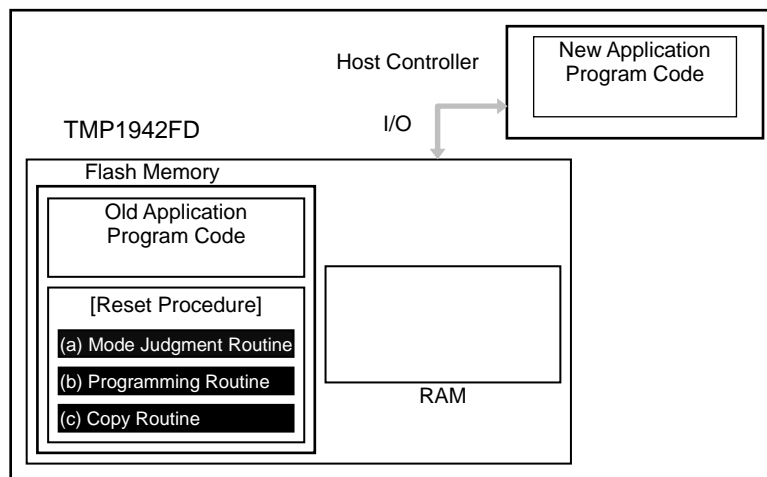 Host Controller
New Application
Program Code
I/O
TMP1942FD
Flash Memory
Old Application
Program Code
[Reset Procedure]
(a) Mode Judgment Routine
(b) Programming Routine
(c) Copy Routine
RAM